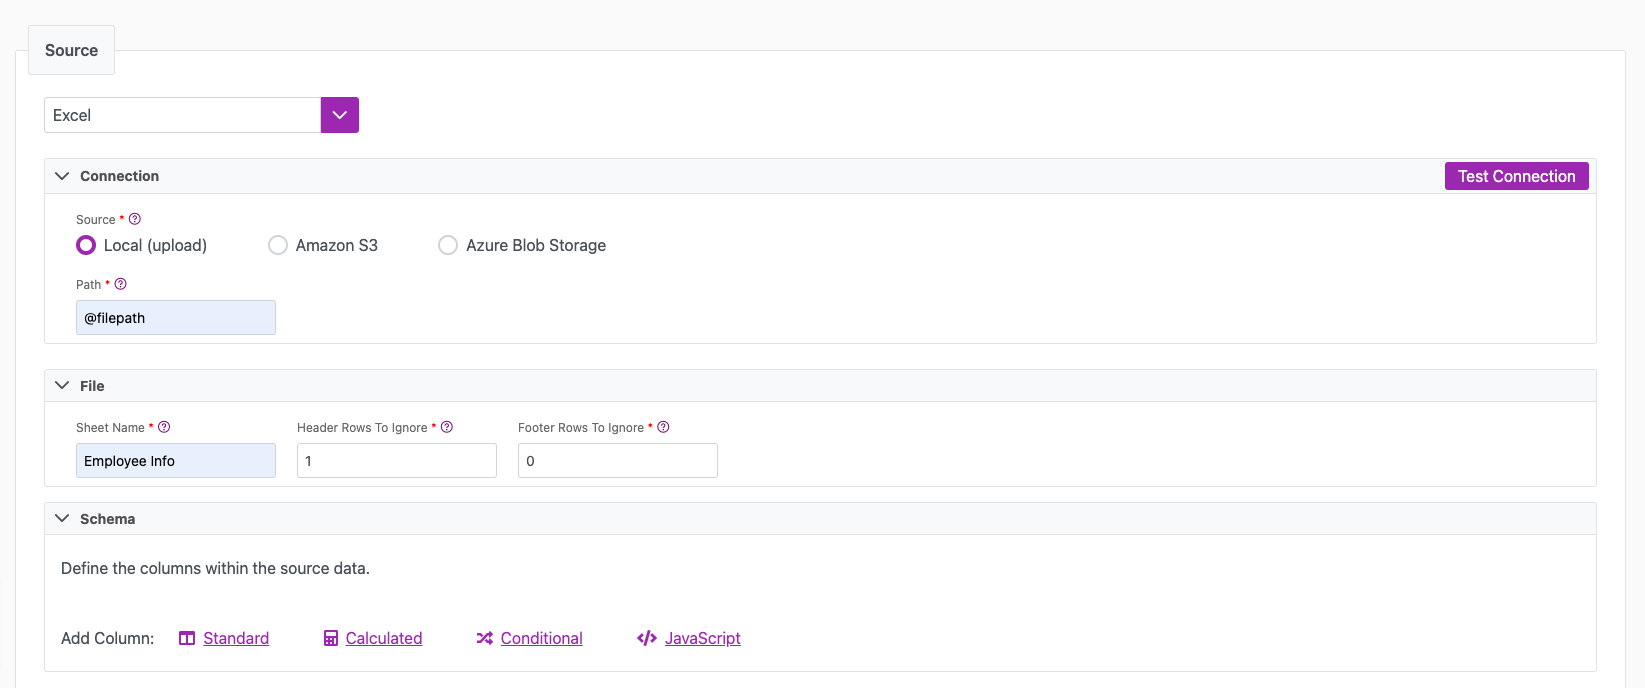 Source
Excel
Connection
Test Connection
Source *
Local (upload) Amazon S3 Azure Blob Storage
Path *
@filepath
File
Sheet Name * Header Rows To Ignore * Footer Rows To Ignore *
Employee Info 1 0
Schema
Define the columns within the source data.
Add Column: Standard Calculated Conditional JavaScript